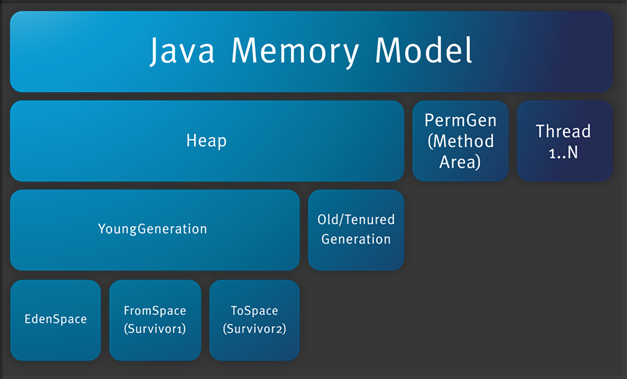 Java Memory Model
Heap
PermGen
(Method
Area)
Thread
1..N
YoungGeneration
Old/Tenured
Generation
EdenSpace
FromSpace
(Survivor1)
ToSpace
(Survivor2)